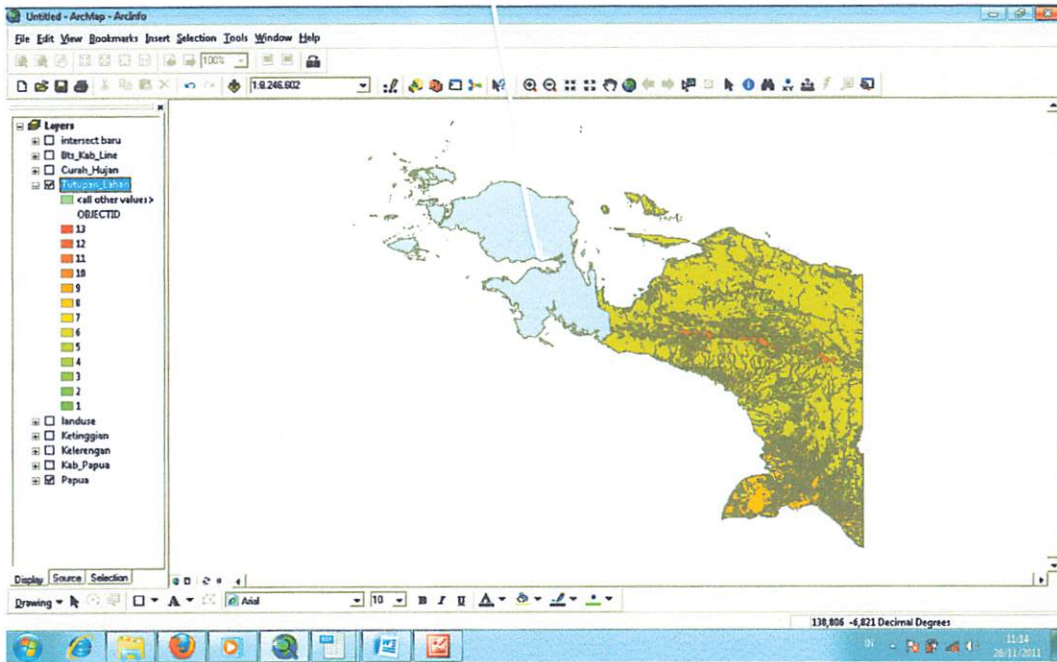 Untitled - ArcMap - ArcInfo
File Edit View Bookmarks Insert Selection Tools Window Help
100%
1:8.246.602
Layers
intersect baru
Bts_Kab_Line
Curah_Hujan
Tutupan_Lahan
<all other values>
OBJECTID
13
12
11
10
9
8
7
6
5
4
3
2
1
landuse
Ketinggian
Kelerengan
Kab_Papua
Papua
Display Source Selection
Drawing A Arial 10 B I U A
138,806 -6,821 Decimal Degrees
IN 11:14
26/11/2011